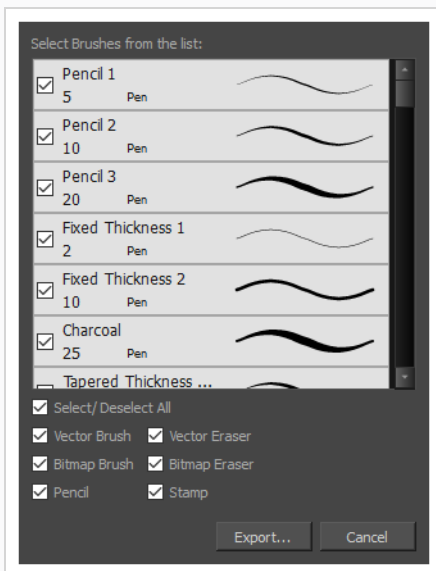 Select Brushes from the list:
Pencil 1
5 Pen
Pencil 2
10 Pen
Pencil 3
20 Pen
Fixed Thickness 1
2 Pen
Fixed Thickness 2
10 Pen
Charcoal
25 Pen
Tapered Thickness ...
Select/Deselect All
Vector Brush Vector Eraser
Bitmap Brush Bitmap Eraser
Pencil Stamp
Export... Cancel